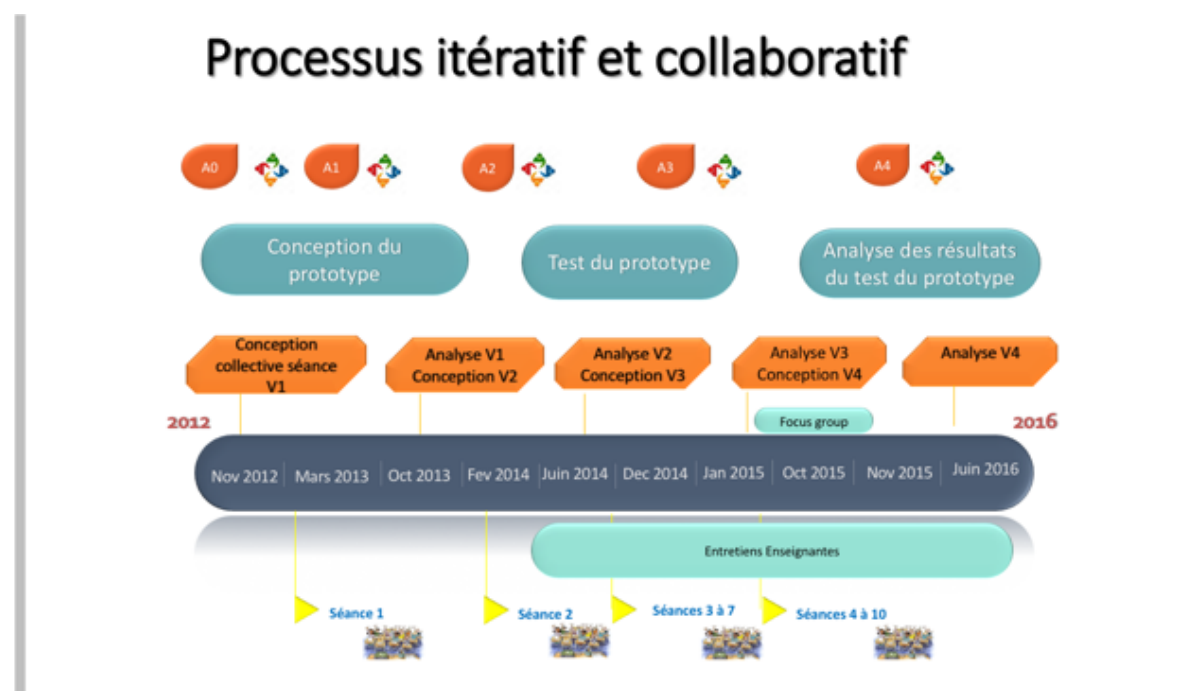 Processus itératif et collaboratif
A0
A1
A2
A3
A4
Conception du
prototype
Test du prototype
Analyse des résultats
du test du prototype
Conception
collective séance
V1
Analyse V1
Conception V2
Analyse V2
Conception V3
Analyse V3
Conception V4
Analyse V4
2012
Focus group
2016
Nov 2012
Mars 2013
Oct 2013
Fev 2014
Juin 2014
Dec 2014
Jan 2015
Oct 2015
Nov 2015
Juin 2016
Entretiens Enseignantes
Séance 1
Séance 2
Séances 3 à 7
Séances 4 à 10